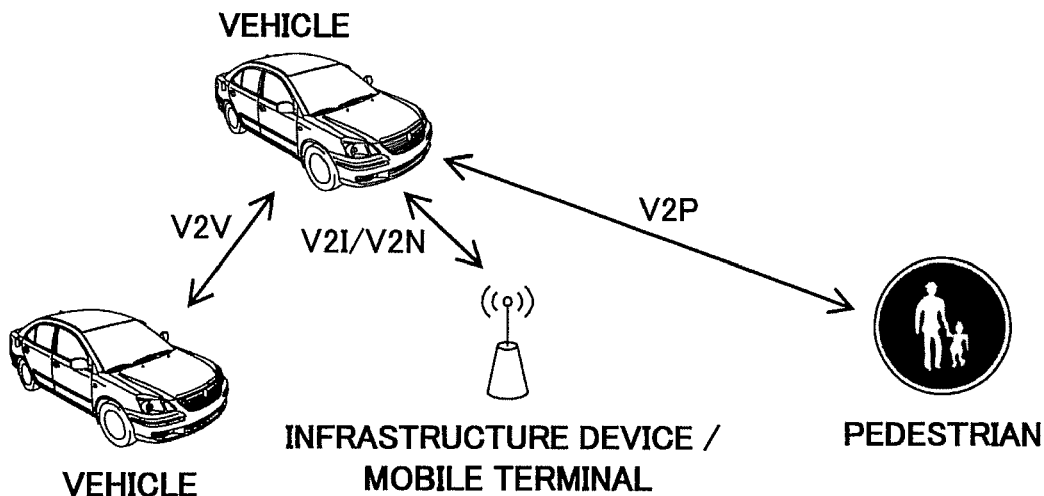 VEHICLE
V2P
V2V
V2I/V2N
INFRASTRUCTURE DEVICE /
MOBILE TERMINAL
PEDESTRIAN
VEHICLE